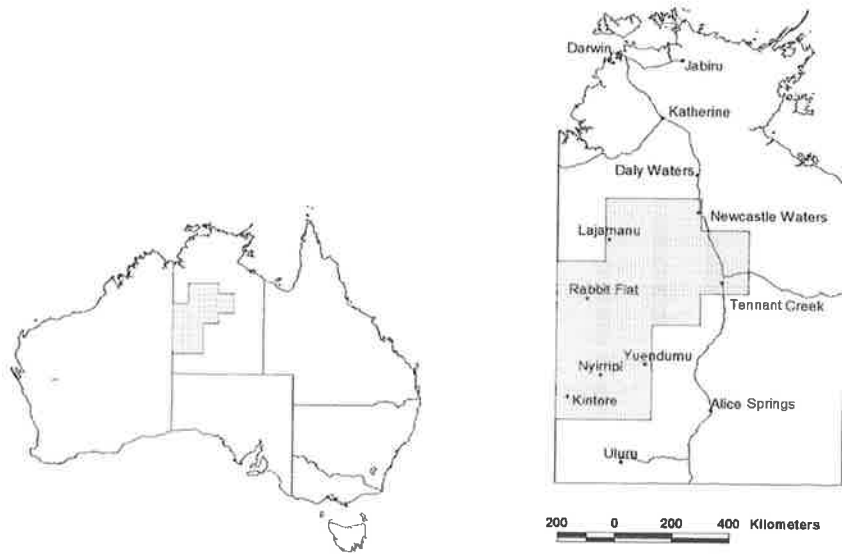 Darwin
Jabiru
Katherine
Daly Waters
Newcastle Waters
Lajamanu
Rabbit Flat
Tennant Creek
Yuendumu
Nyirripi
Kintore
Alice Springs
Uluru
200 0 200 400 Kilometers